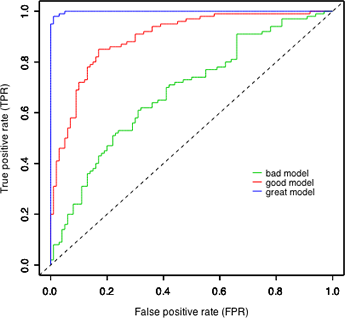 True positive rate (TPR)
1.0
0.8
0.6
0.4
0.2
0.0
bad model
good model
great model
0.0 0.2 0.4 0.6 0.8 1.0
False positive rate (FPR)